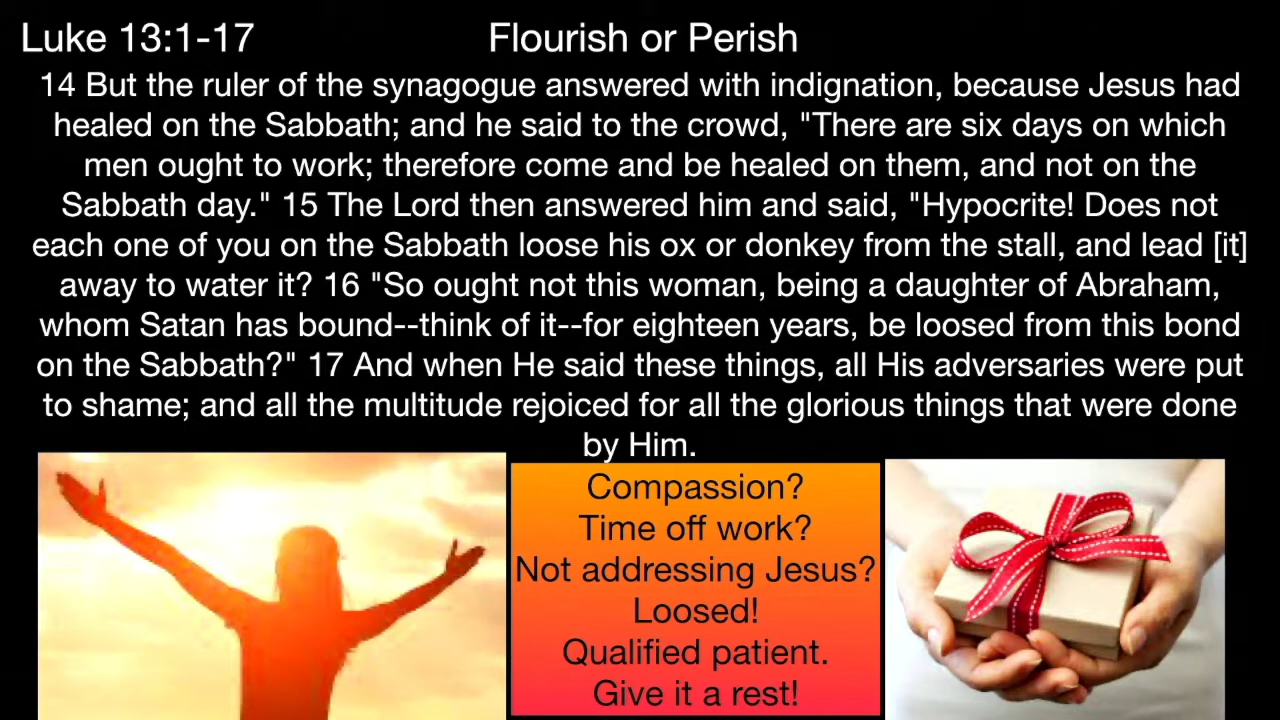 Luke 13:1-17 Flourish or Perish
14 But the ruler of the synagogue answered with indignation, because Jesus had
healed on the Sabbath; and he said to the crowd, "There are six days on which
men ought to work; therefore come and be healed on them, and not on the
Sabbath day." 15 The Lord then answered him and said, "Hypocrite! Does not
each one of you on the Sabbath loose his ox or donkey from the stall, and lead [it]
away to water it? 16 "So ought not this woman, being a daughter of Abraham,
whom Satan has bound--think of it--for eighteen years, be loosed from this bond
on the Sabbath?" 17 And when He said these things, all His adversaries were put
to shame; and all the multitude rejoiced for all the glorious things that were done
by Him.
Compassion?
Time off work?
Not addressing Jesus?
Loosed!
Qualified patient.
Give it a rest!